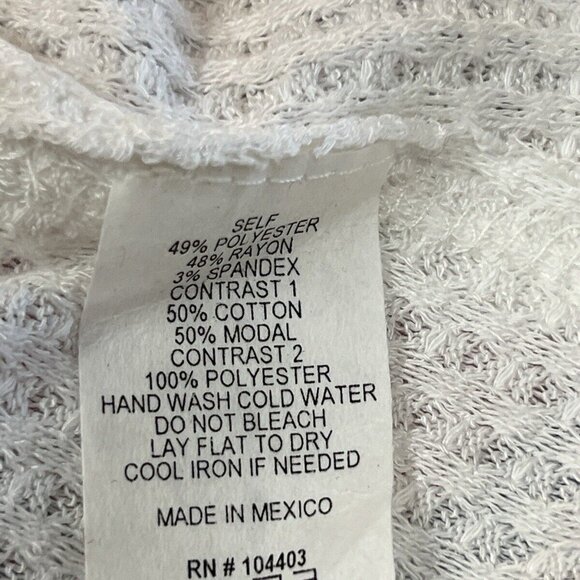 SELF
49% POLYESTER
48% RAYON
3% SPANDEX
CONTRAST 1
50% COTTON
50% MODAL
CONTRAST 2
100% POLYESTER
HAND WASH COLD WATER
DO NOT BLEACH
LAY FLAT TO DRY
COOL IRON IF NEEDED
MADE IN MEXICO
RN # 104403